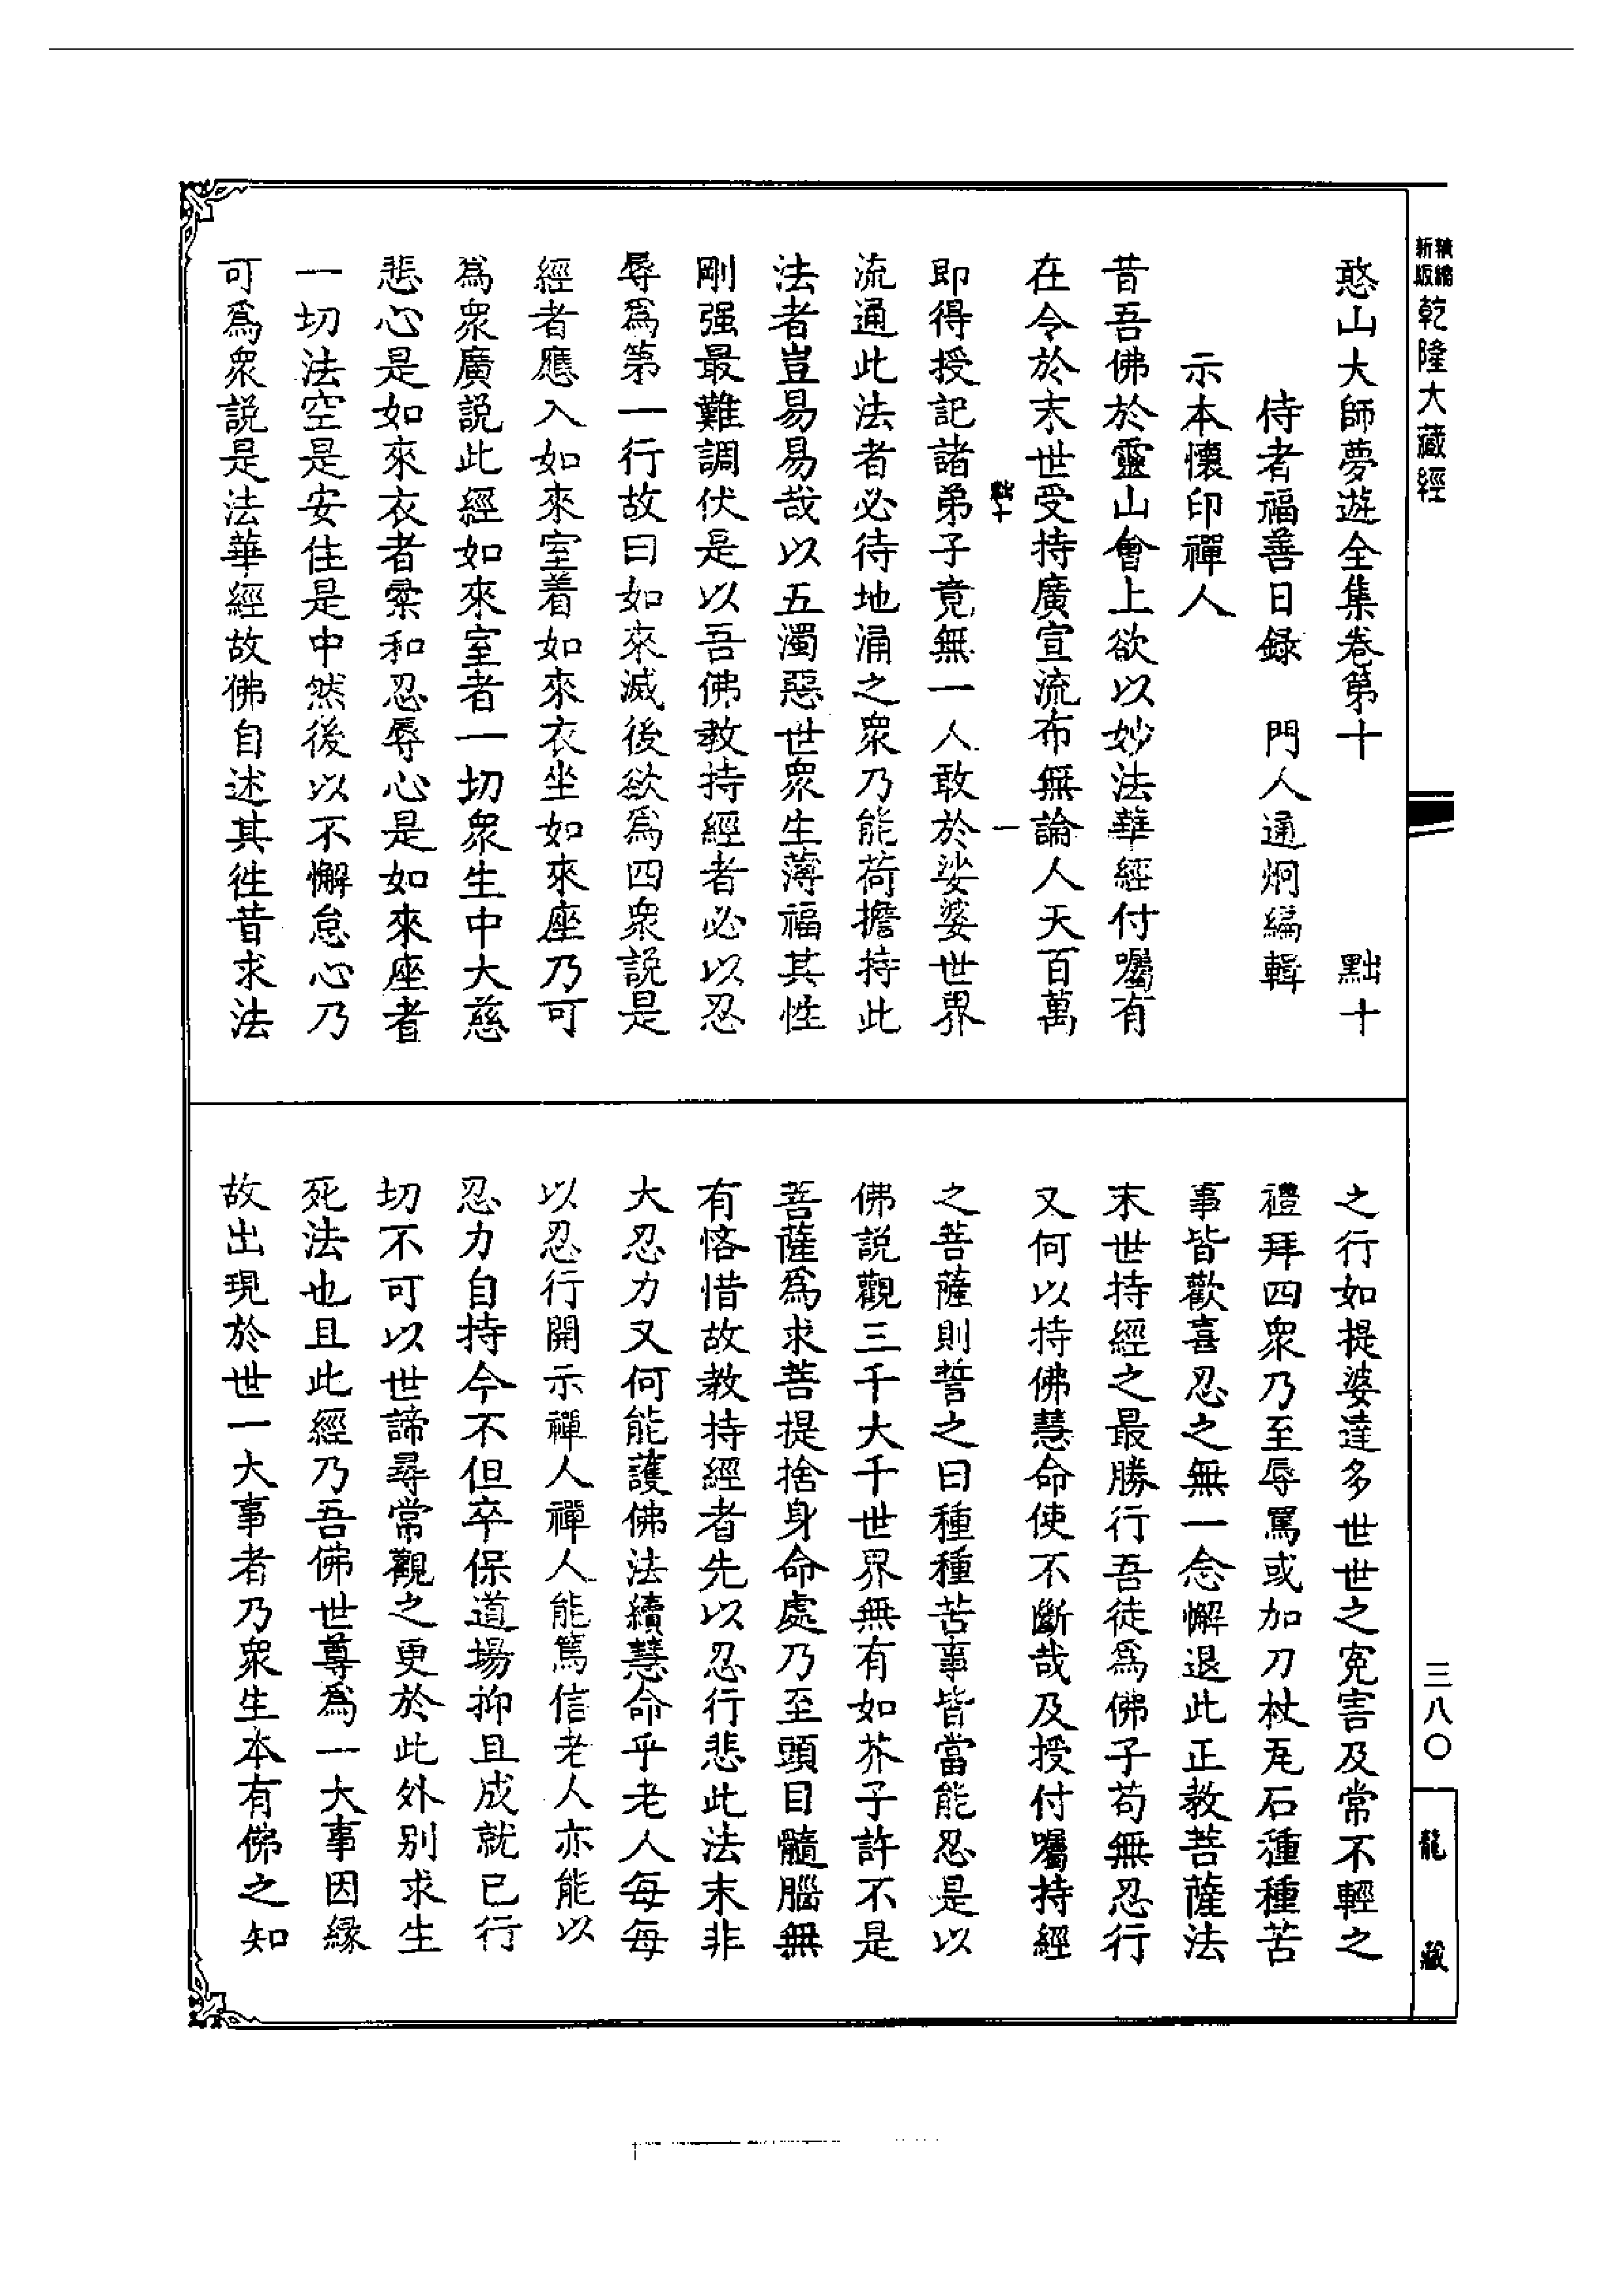 精縮新版乾隆大藏經
憨山大師夢遊全集卷第十　黜十
侍者福善日錄　門人通炯編輯
示本懷印禪人
昔吾佛於靈山會上欲以妙法華經付囑有
在令於末世受持廣宣流布無論人天百萬
黜十　一
即得授記諸弟子竟無一人敢於娑婆世界
流通此法者必待地涌之衆乃能荷擔持此
法者豈易易哉以五濁惡世衆生薄福其性
剛强最難調伏是以吾佛教持經者必以忍
辱爲第一行故曰如來滅後欲爲四衆説是
經者應入如來室着如來衣坐如來座乃可
爲衆廣説此經如來室者一切衆生中大慈
悲心是如來衣者柔和忍辱心是如來座者
一切法空是安住是中然後以不懈怠心乃
可爲衆説是法華經故佛自述其徃昔求法
之行如提婆達多世世之寃害及常不輕之
禮拜四衆乃至辱罵或加刀杖瓦石種種苦
事皆歡喜忍之無一念懈退此正教菩薩法
末世持經之最勝行吾徒爲佛子苟無忍行
又何以持佛慧命使不斷哉及授付囑持經
之菩薩則誓之曰種種苦事皆當能忍是以
佛説觀三千大千世界無有如芥子許不是
菩薩爲求菩提捨身命處乃至頭目髓腦無
有悋惜故教持經者先以忍行悲此法末非
大忍力又何能護佛法續慧命乎老人每每
以忍行開示禪人禪人能篤信老人亦能以
忍力自持今不但卒保道場抑且成就已行
切不可以世諦尋常觀之更於此外别求生
死法也且此經乃吾佛世尊爲一大事因緣
故出現於世一大事者乃衆生本有佛之知
三八〇
龍藏